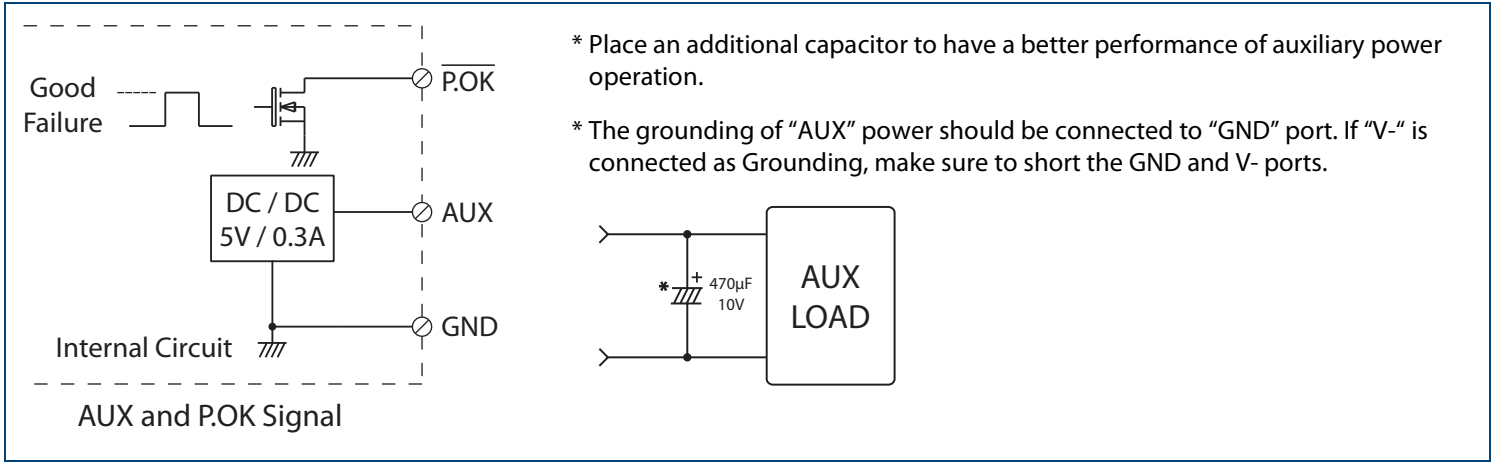 Good
Failure
P.OK
DC / DC
5V / 0.3A
AUX
GND
Internal Circuit
AUX and P.OK Signal
* Place an additional capacitor to have a better performance of auxiliary power
operation.
* The grounding of “AUX” power should be connected to “GND” port. If “V-“ is
connected as Grounding, make sure to short the GND and V- ports.
* + 470µF
10V
AUX
LOAD